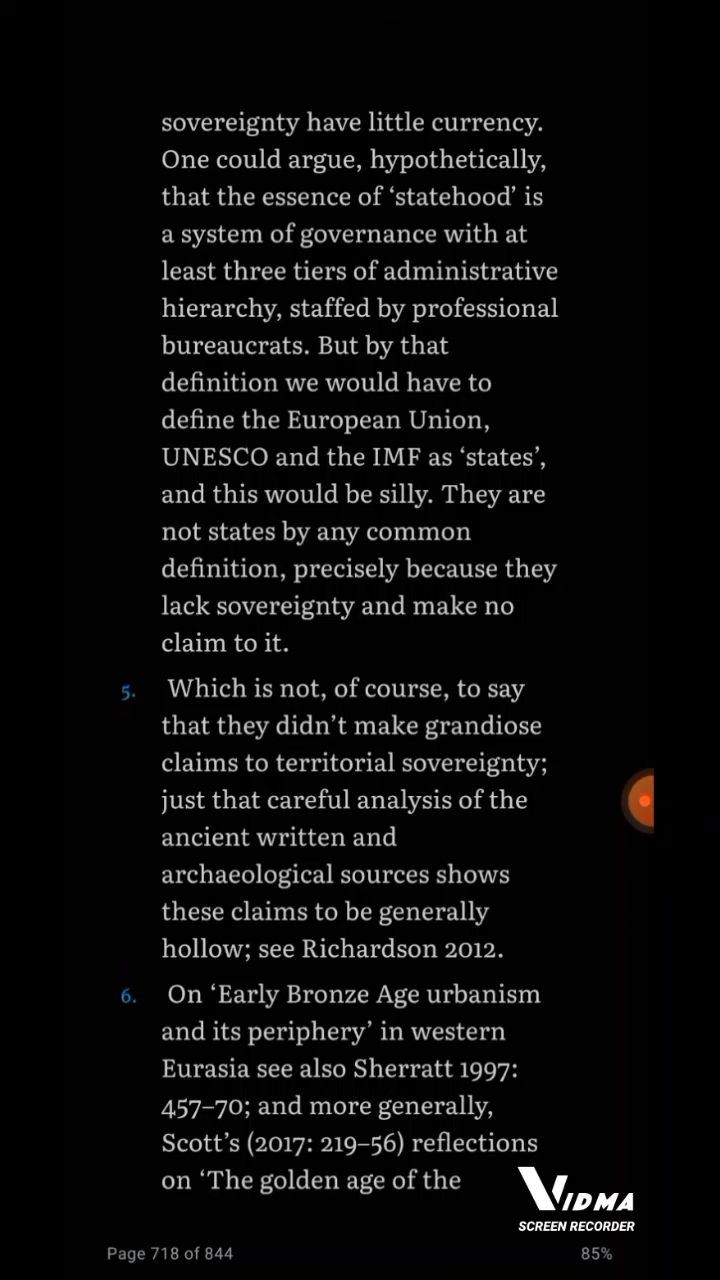 sovereignty have little currency.
One could argue, hypothetically,
that the essence of ‘statehood’ is
a system of governance with at
least three tiers of administrative
hierarchy, staffed by professional
bureaucrats. But by that
definition we would have to
define the European Union,
UNESCO and the IMF as ‘states’,
and this would be silly. They are
not states by any common
definition, precisely because they
lack sovereignty and make no
claim to it.
5. Which is not, of course, to say
that they didn’t make grandiose
claims to territorial sovereignty;
just that careful analysis of the
ancient written and
archaeological sources shows
these claims to be generally
hollow; see Richardson 2012.
6. On ‘Early Bronze Age urbanism
and its periphery’ in western
Eurasia see also Sherratt 1997:
457–70; and more generally,
Scott’s (2017: 219–56) reflections
on ‘The golden age of the
VIDMA
SCREEN RECORDER
Page 718 of 844 85%